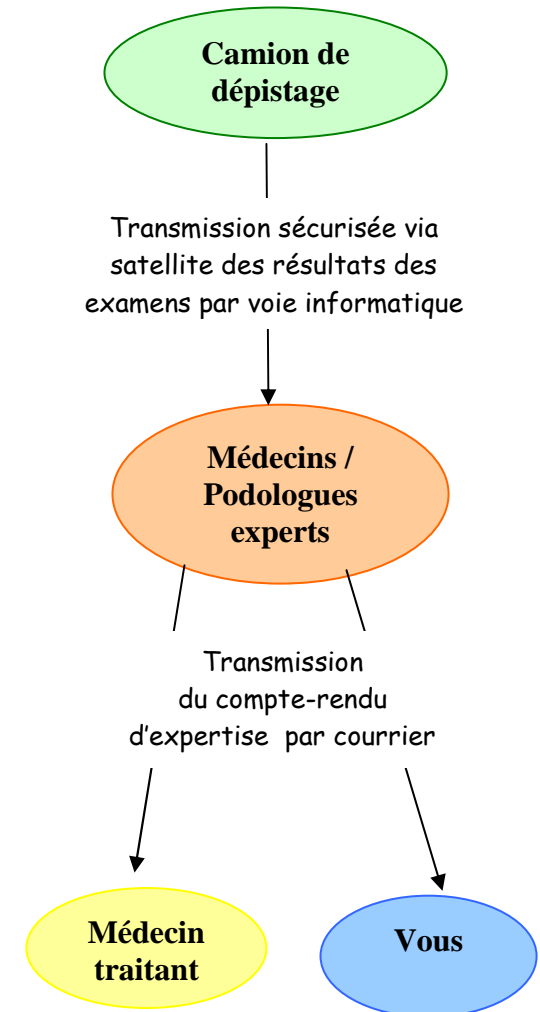 Camion de
dépistage
Transmission sécurisée via
satellite des résultats des
examens par voie informatique
Médecins /
Podologues
experts
Transmission
du compte-rendu
d'expertise  par courrier
Médecin
traitant
Vous